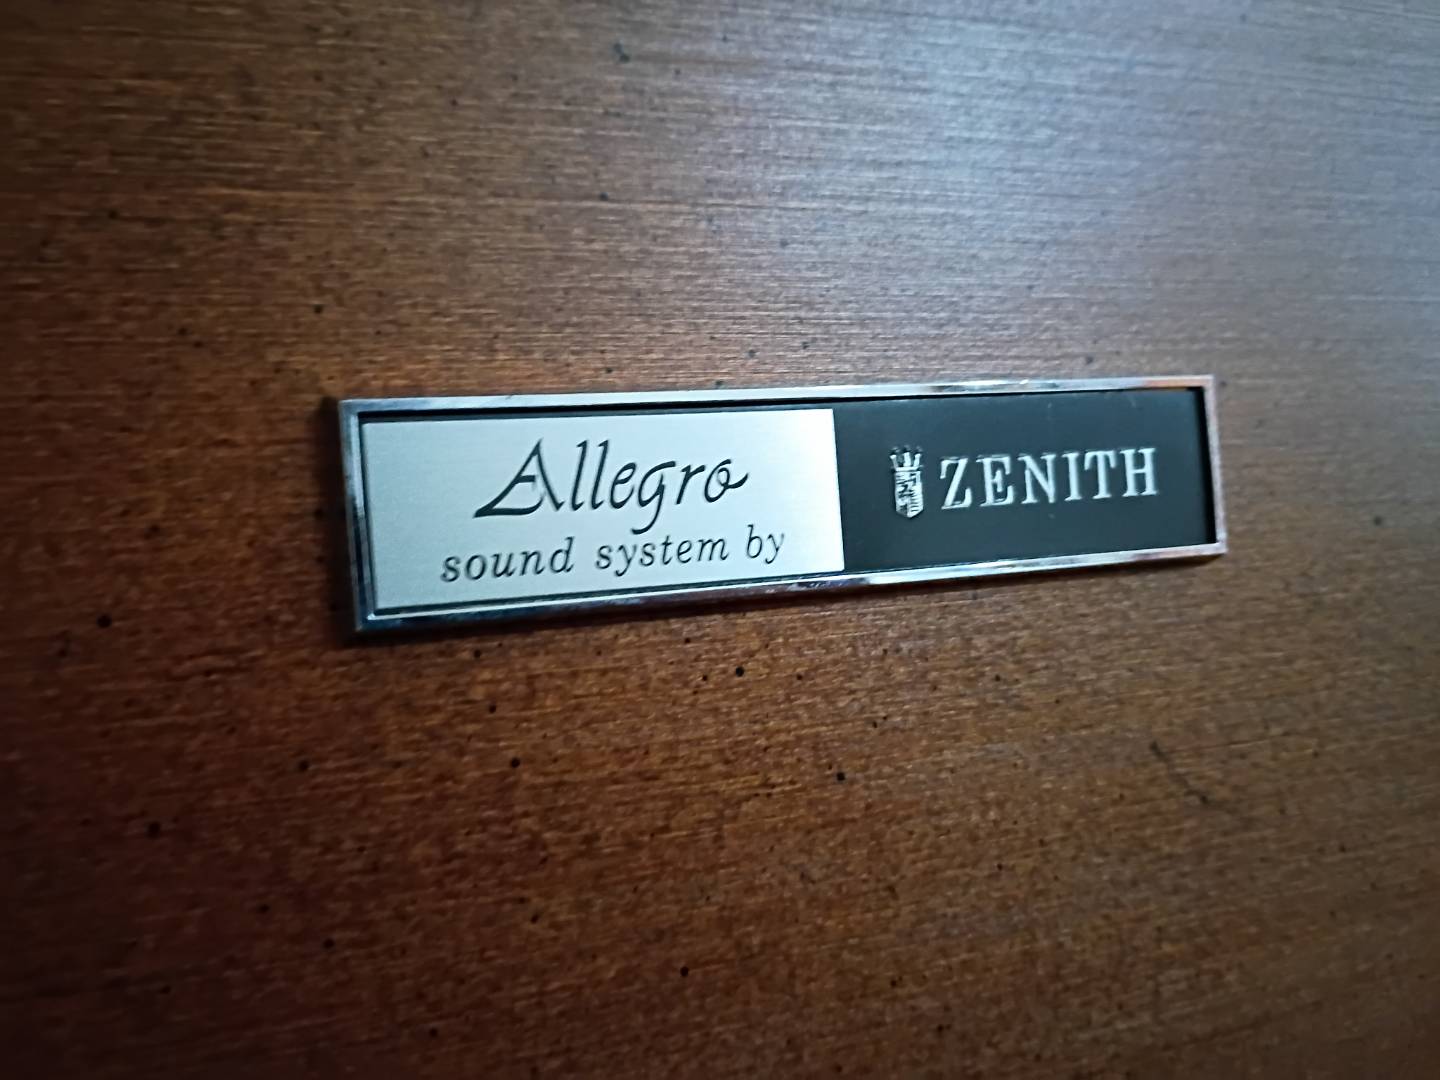 Allegro
sound system by
ZENITH